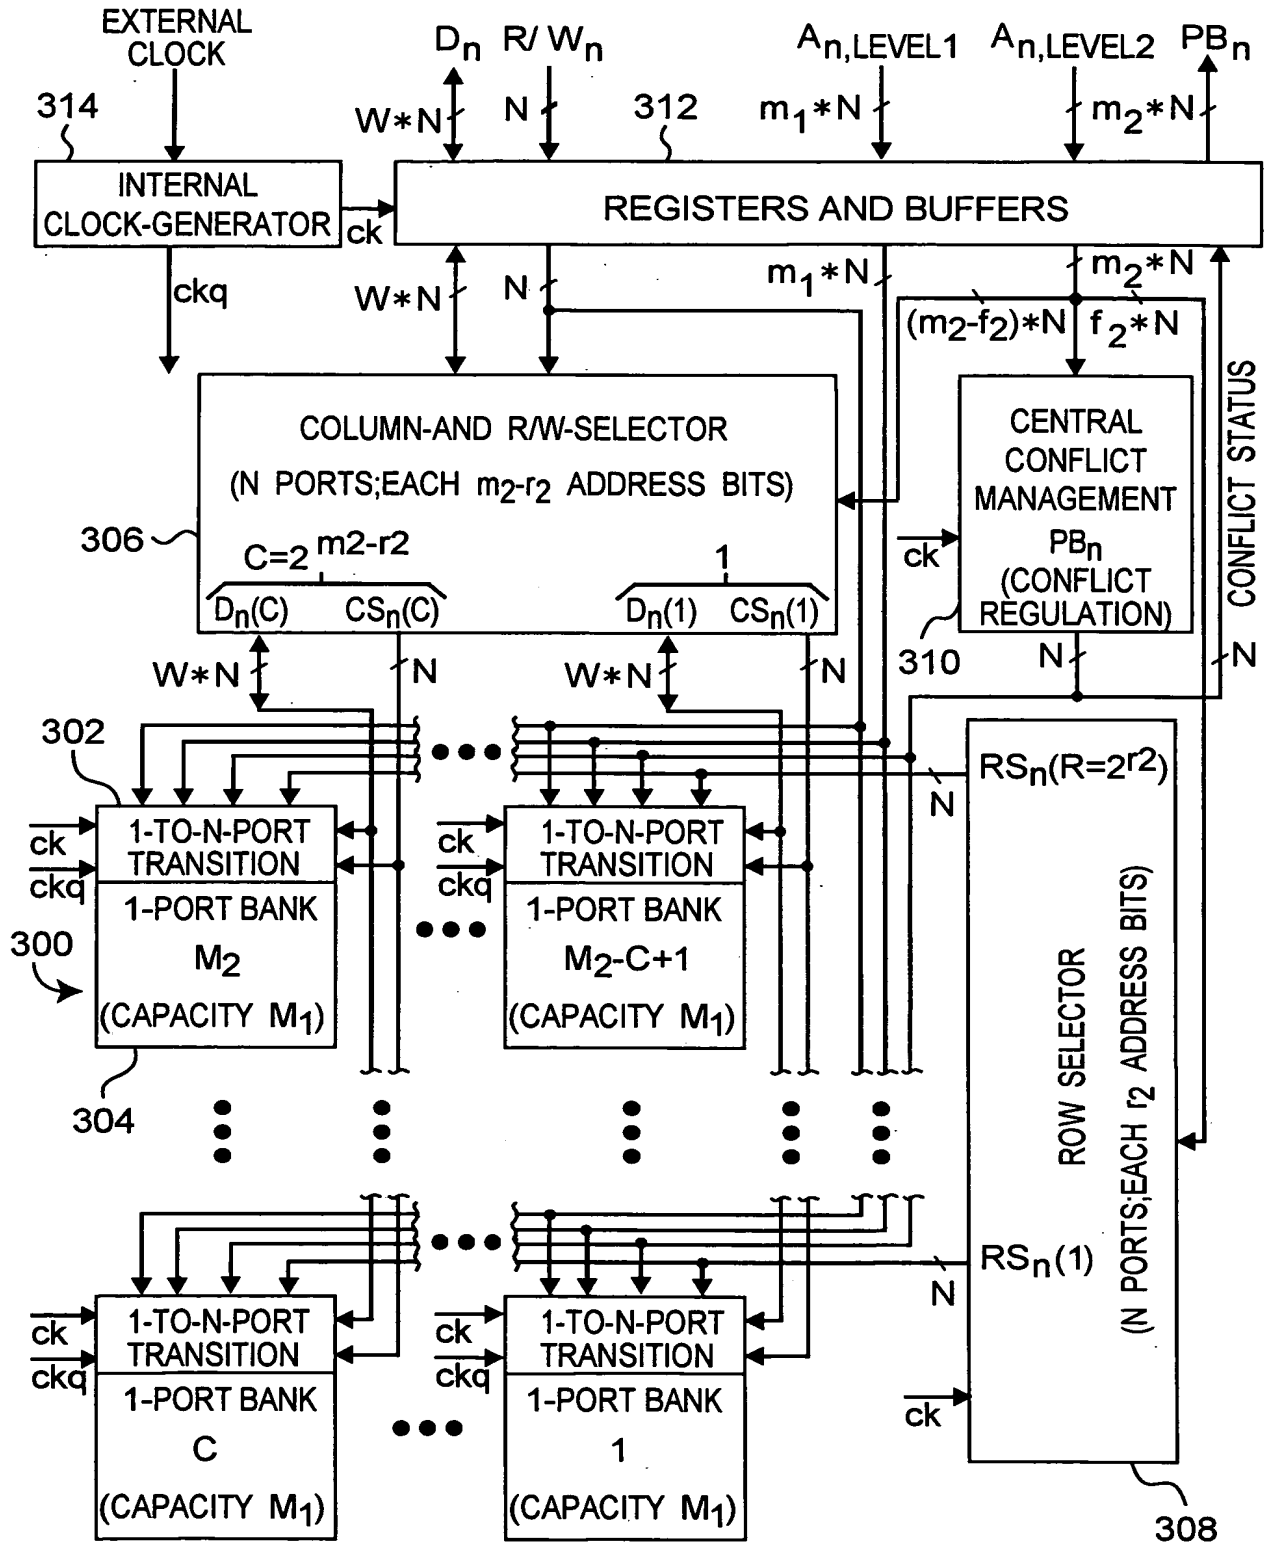 EXTERNAL
CLOCK
Dn
R/Wn
An,LEVEL1
An,LEVEL2
PBn
314
W*N
N
312
m1*N
m2*N
INTERNAL
CLOCK-GENERATOR
ck
REGISTERS AND BUFFERS
ckq
W*N
N
m1*N
m2*N
(m2-f2)*N
f2*N
CONFLICT STATUS
COLUMN-AND R/W-SELECTOR
(N PORTS;EACH m2-r2 ADDRESS BITS)
306
C=2 m2-r2
1
Dn(C)
CSn(C)
Dn(1)
CSn(1)
CENTRAL
CONFLICT
MANAGEMENT
PBn
(CONFLICT
REGULATION)
ck
310
W*N
N
W*N
N
N
N
302
RSn(R=2r2)
N
1-TO-N-PORT
TRANSITION
ck
ckq
1-PORT BANK
M2
(CAPACITY M1)
300
304
1-TO-N-PORT
TRANSITION
ck
ckq
1-PORT BANK
M2-C+1
(CAPACITY M1)
ROW SELECTOR
(N PORTS;EACH r2 ADDRESS BITS)
RSn(1)
N
1-TO-N-PORT
TRANSITION
ck
ckq
1-PORT BANK
C
(CAPACITY M1)
1-TO-N-PORT
TRANSITION
ck
ckq
1-PORT BANK
1
(CAPACITY M1)
ck
308